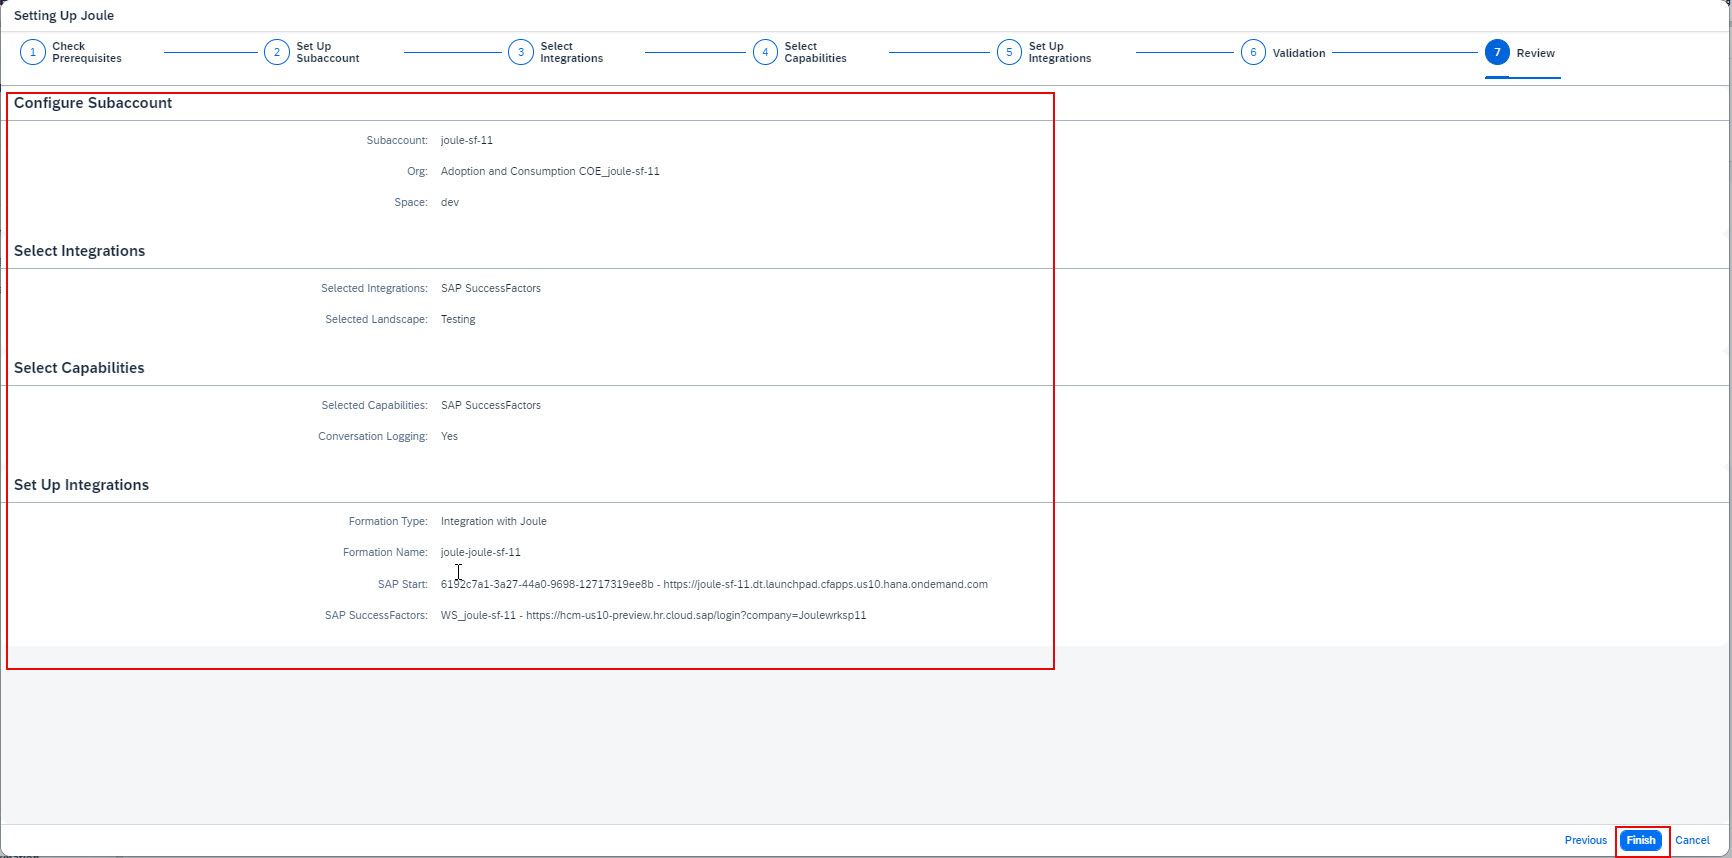 Setting Up Joule
1 Check Prerequisites
2 Set Up Subaccount
3 Select Integrations
4 Select Capabilities
5 Set Up Integrations
6 Validation
7 Review
Configure Subaccount
Subaccount: joule-sf-11
Org: Adoption and Consumption COE_joule-sf-11
Space: dev
Select Integrations
Selected Integrations: SAP SuccessFactors
Selected Landscape: Testing
Select Capabilities
Selected Capabilities: SAP SuccessFactors
Conversation Logging: Yes
Set Up Integrations
Formation Type: Integration with Joule
Formation Name: joule-joule-sf-11
SAP Start: 6192c7a1-3a27-44a0-9698-12717319ee8b - https://joule-sf-11.dt.launchpad.cfapps.us10.hana.ondemand.com
SAP SuccessFactors: WS_joule-sf-11 - https://hcm-us10-preview.hr.cloud.sap/login?company=Joulewrksp11
Previous Finish Cancel